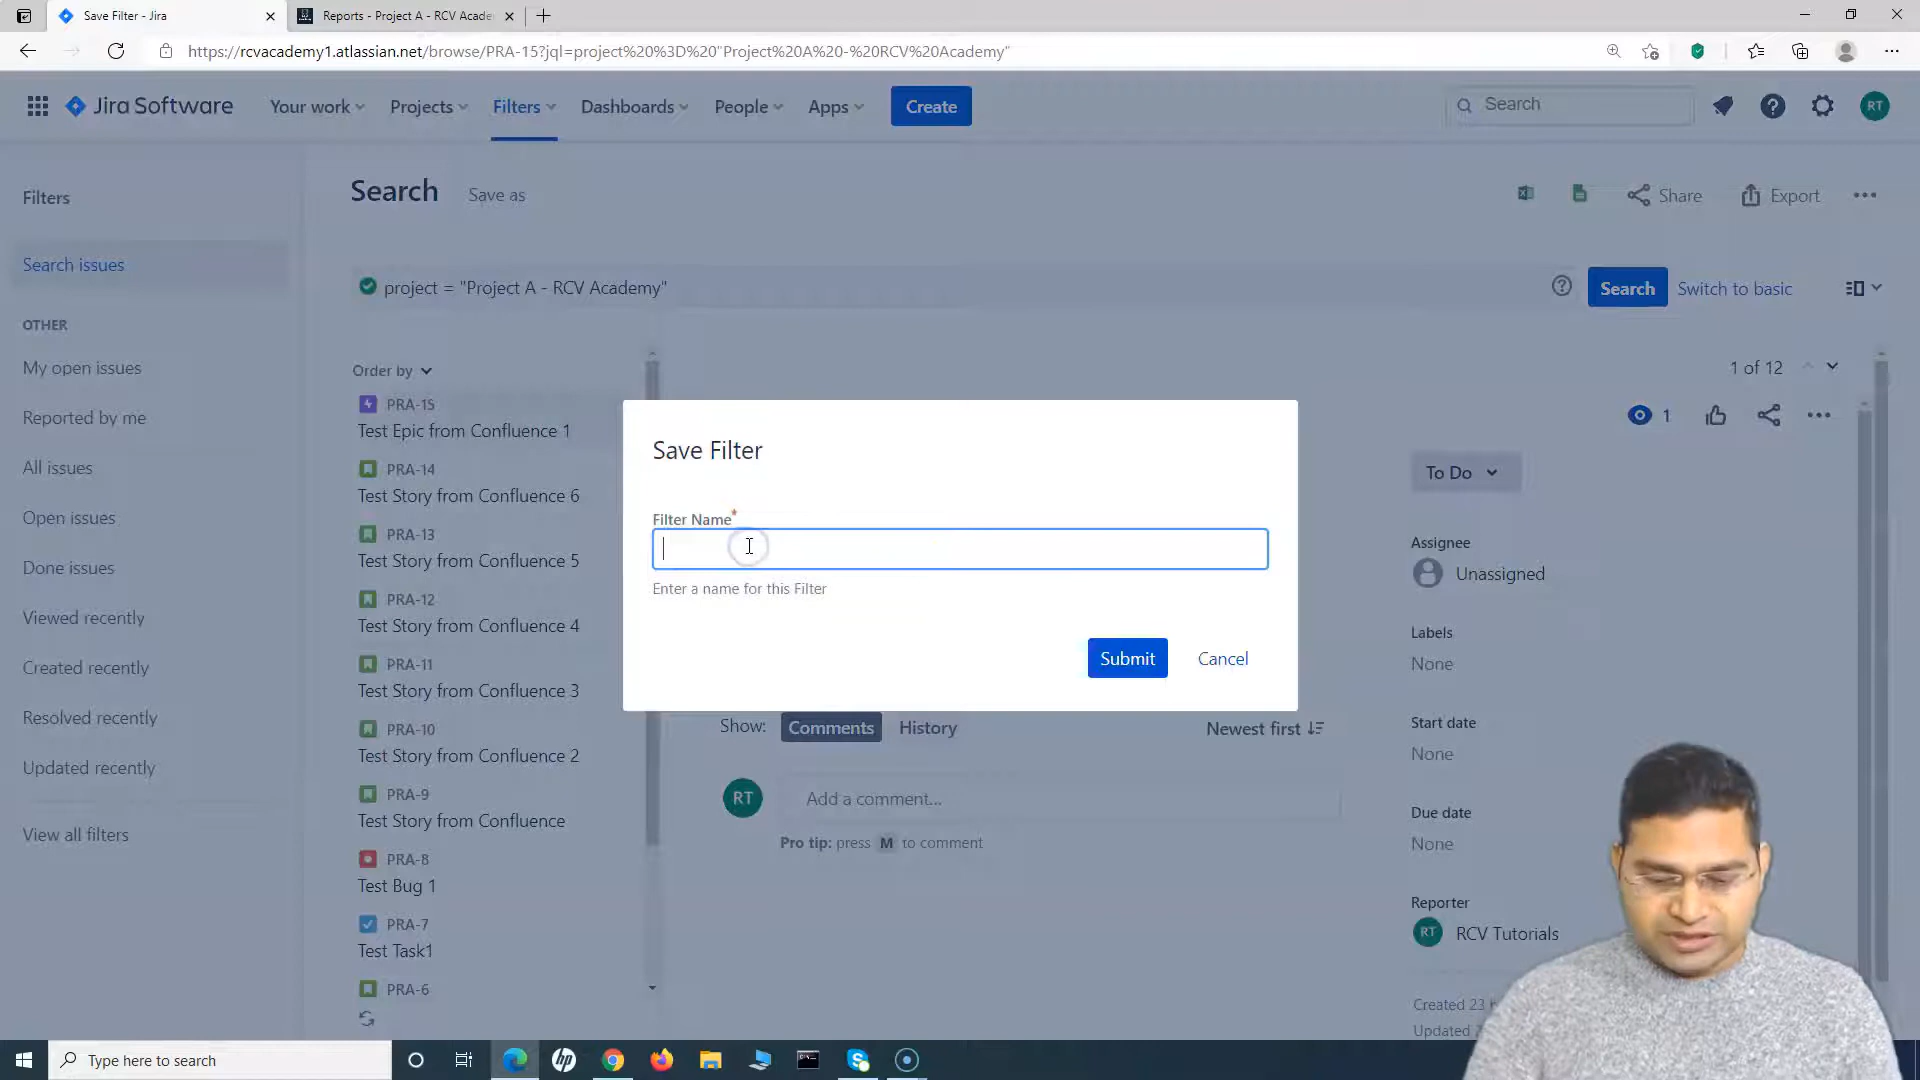 Save Filter - Jira
Reports - Project A - RCV Acade
https://rcvacademy1.atlassian.net/browse/PRA-15?jql=project%20%3D%20"Project%20A%20-%20RCV%20Academy"
Jira Software
Your work
Projects
Filters
Dashboards
People
Apps
Create
Search
RT
Filters
Search
Save as
Share
Export
Search issues
project = "Project A - RCV Academy"
Search
Switch to basic
OTHER
My open issues
Reported by me
All issues
Open issues
Done issues
Viewed recently
Created recently
Resolved recently
Updated recently
View all filters
Order by
1 of 12
PRA-15
Test Epic from Confluence 1
PRA-14
Test Story from Confluence 6
PRA-13
Test Story from Confluence 5
PRA-12
Test Story from Confluence 4
PRA-11
Test Story from Confluence 3
PRA-10
Test Story from Confluence 2
PRA-9
Test Story from Confluence
PRA-8
Test Bug 1
PRA-7
Test Task1
PRA-6
Save Filter
Filter Name*
Enter a name for this Filter
Submit
Cancel
Show:
Comments
History
Newest first
RT
Add a comment...
Pro tip: press M to comment
1
To Do
Assignee
Unassigned
Labels
None
Start date
None
Due date
None
Reporter
RT
RCV Tutorials
Created 23
Updated
Type here to search
hp